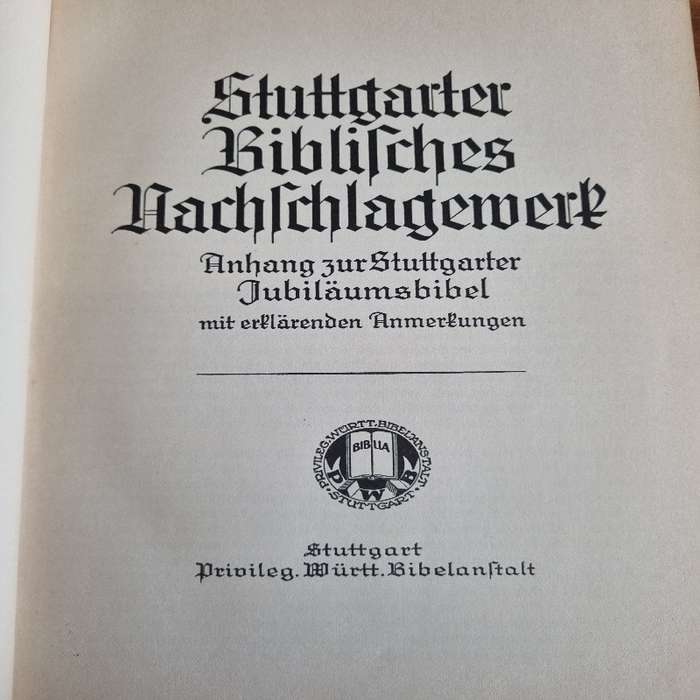 Stuttgarter
Bibliſches
Nachſchlagewerk
Anhang zur Stuttgarter
Jubiläumsbibel
mit erklärenden Anmerkungen
PRIVILEG. WÜRTT. BIBELANSTALT
BIBLIA
P W B
· STUTTGART ·
Stuttgart
Privileg. Württ. Bibelanſtalt